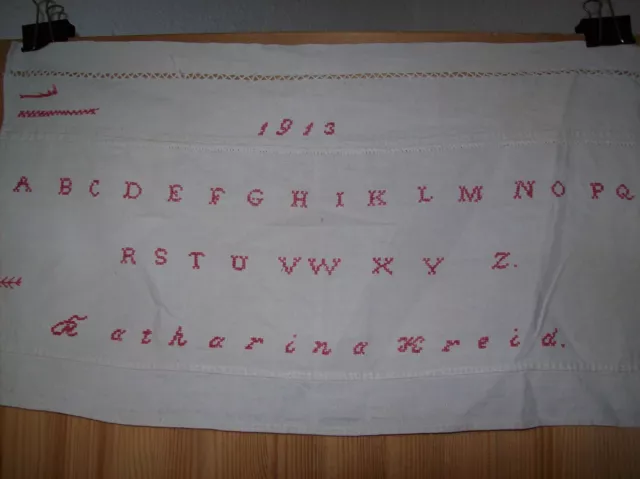 1913
A B C D E F G H I K L M N O P Q
R S T U V W X Y Z.
Katharina Kreid.